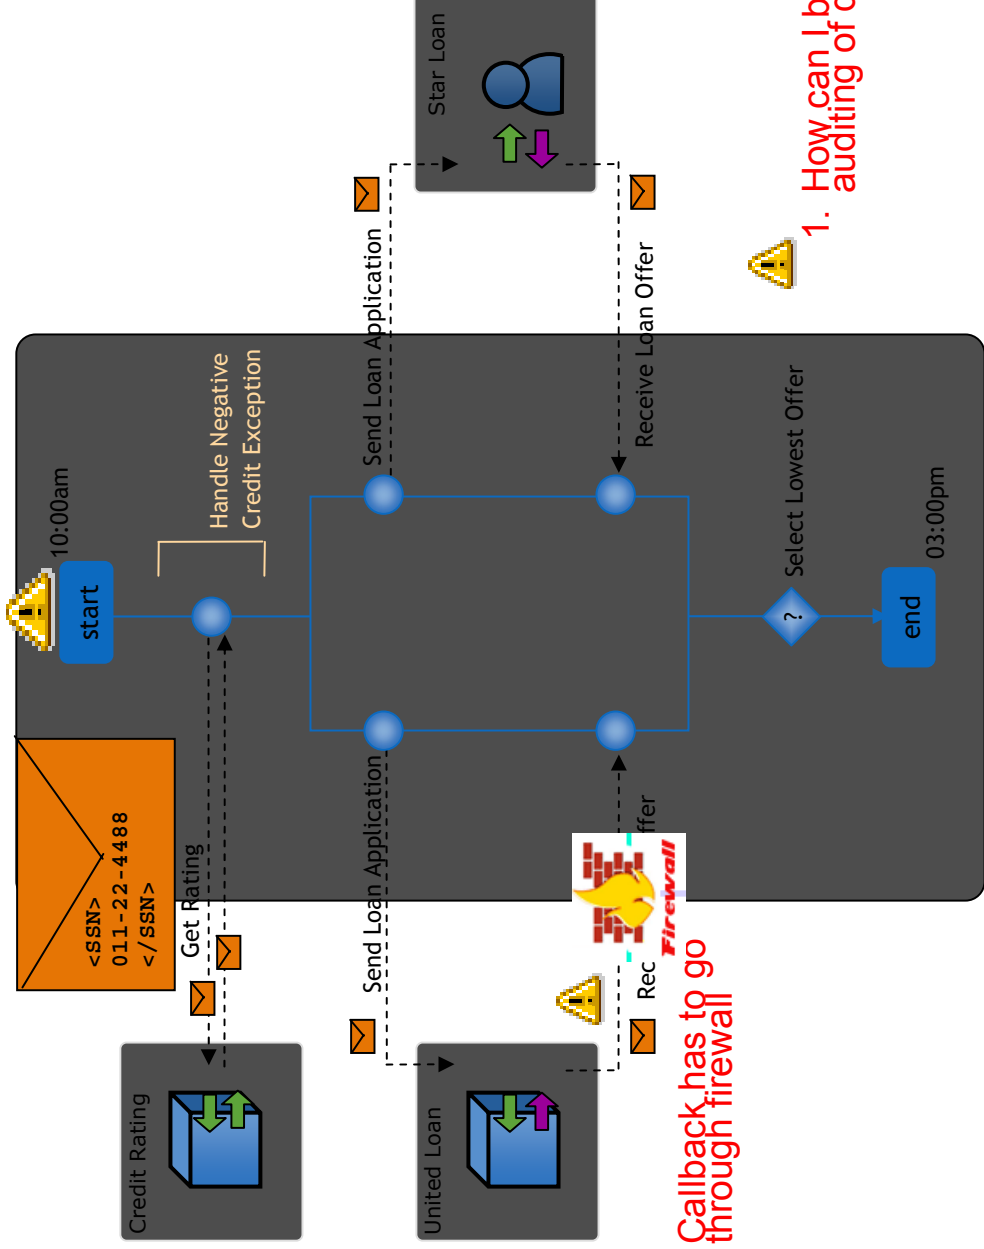 10:00am
start
<SSN>
011-22-4488
</SSN>
Handle Negative
Credit Exception
Get Rating
Credit Rating
Send Loan Application
Send Loan Application
United Loan
Star Loan
Rec
ffer
Firewall
Receive Loan Offer
Callback has to go
through firewall
?
Select Lowest Offer
end
03:00pm
1. How can I b
auditing of